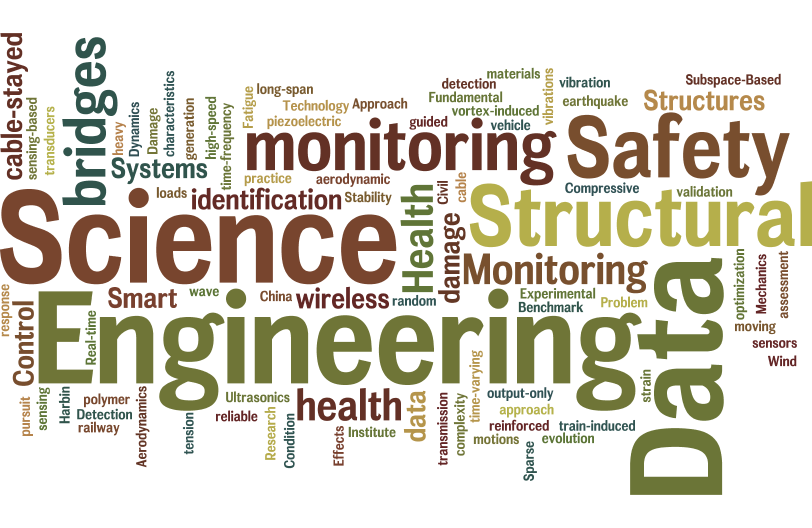 cable-stayed
sensing-based
transducers
bridges
heavy
Dynamics
Damage
characteristics
generation
high-speed
time-frequency
Fatigue
long-span
Technology
Approach
piezoelectric
guided
detection
materials
Fundamental
vortex-induced
vehicle
vibrations
vibration
earthquake
Subspace-Based
Structures
Systems
monitoring
Safety
practice
aerodynamic
loads
identification
Stability
Civil
cable
Compressive
validation
Science
Health
damage
Structural
Monitoring
response
Control
Smart
wave
China
wireless
random
Experimental
Benchmark
Problem
optimization
Mechanics
assessment
moving
sensors
Wind
Real-time
Engineering
Data
pursuit
sensing
Harbin
polymer
Detection
railway
Aerodynamics
tension
Ultrasonics
reliable
Research
Condition
health
Effects
Institute
data
transmission
complexity
time-varying
output-only
approach
reinforced
motions
train-induced
evolution
Sparse
strain